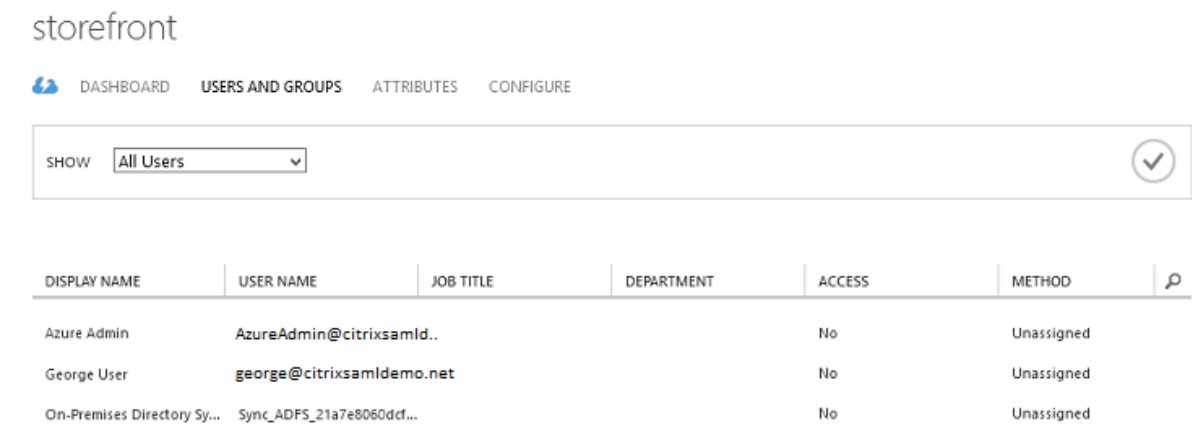 storefront
DASHBOARD USERS AND GROUPS ATTRIBUTES CONFIGURE
SHOW All Users
DISPLAY NAME USER NAME JOB TITLE DEPARTMENT ACCESS METHOD
Azure Admin AzureAdmin@citrixsamld.. No Unassigned
George User george@citrixsamldemo.net No Unassigned
On-Premises Directory Sy... Sync_ADFS_21a7e8060dcf... No Unassigned